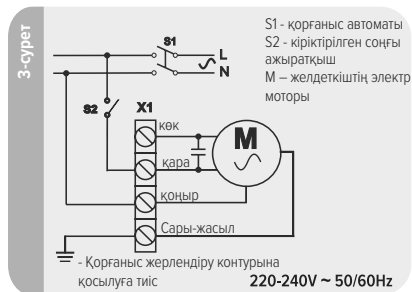 3-сурет
S1
L
N
S1 - қорғаныс автоматы
S2 - кіріктірілген соңғы
ажыратқыш
М – желдеткіштің электр
моторы
S2
X1
көк
қара
қоңыр
Сары-жасыл
M
- Қорғаныс жерлендіру контурына
қосылуға тиіс
220-240V ~ 50/60Hz